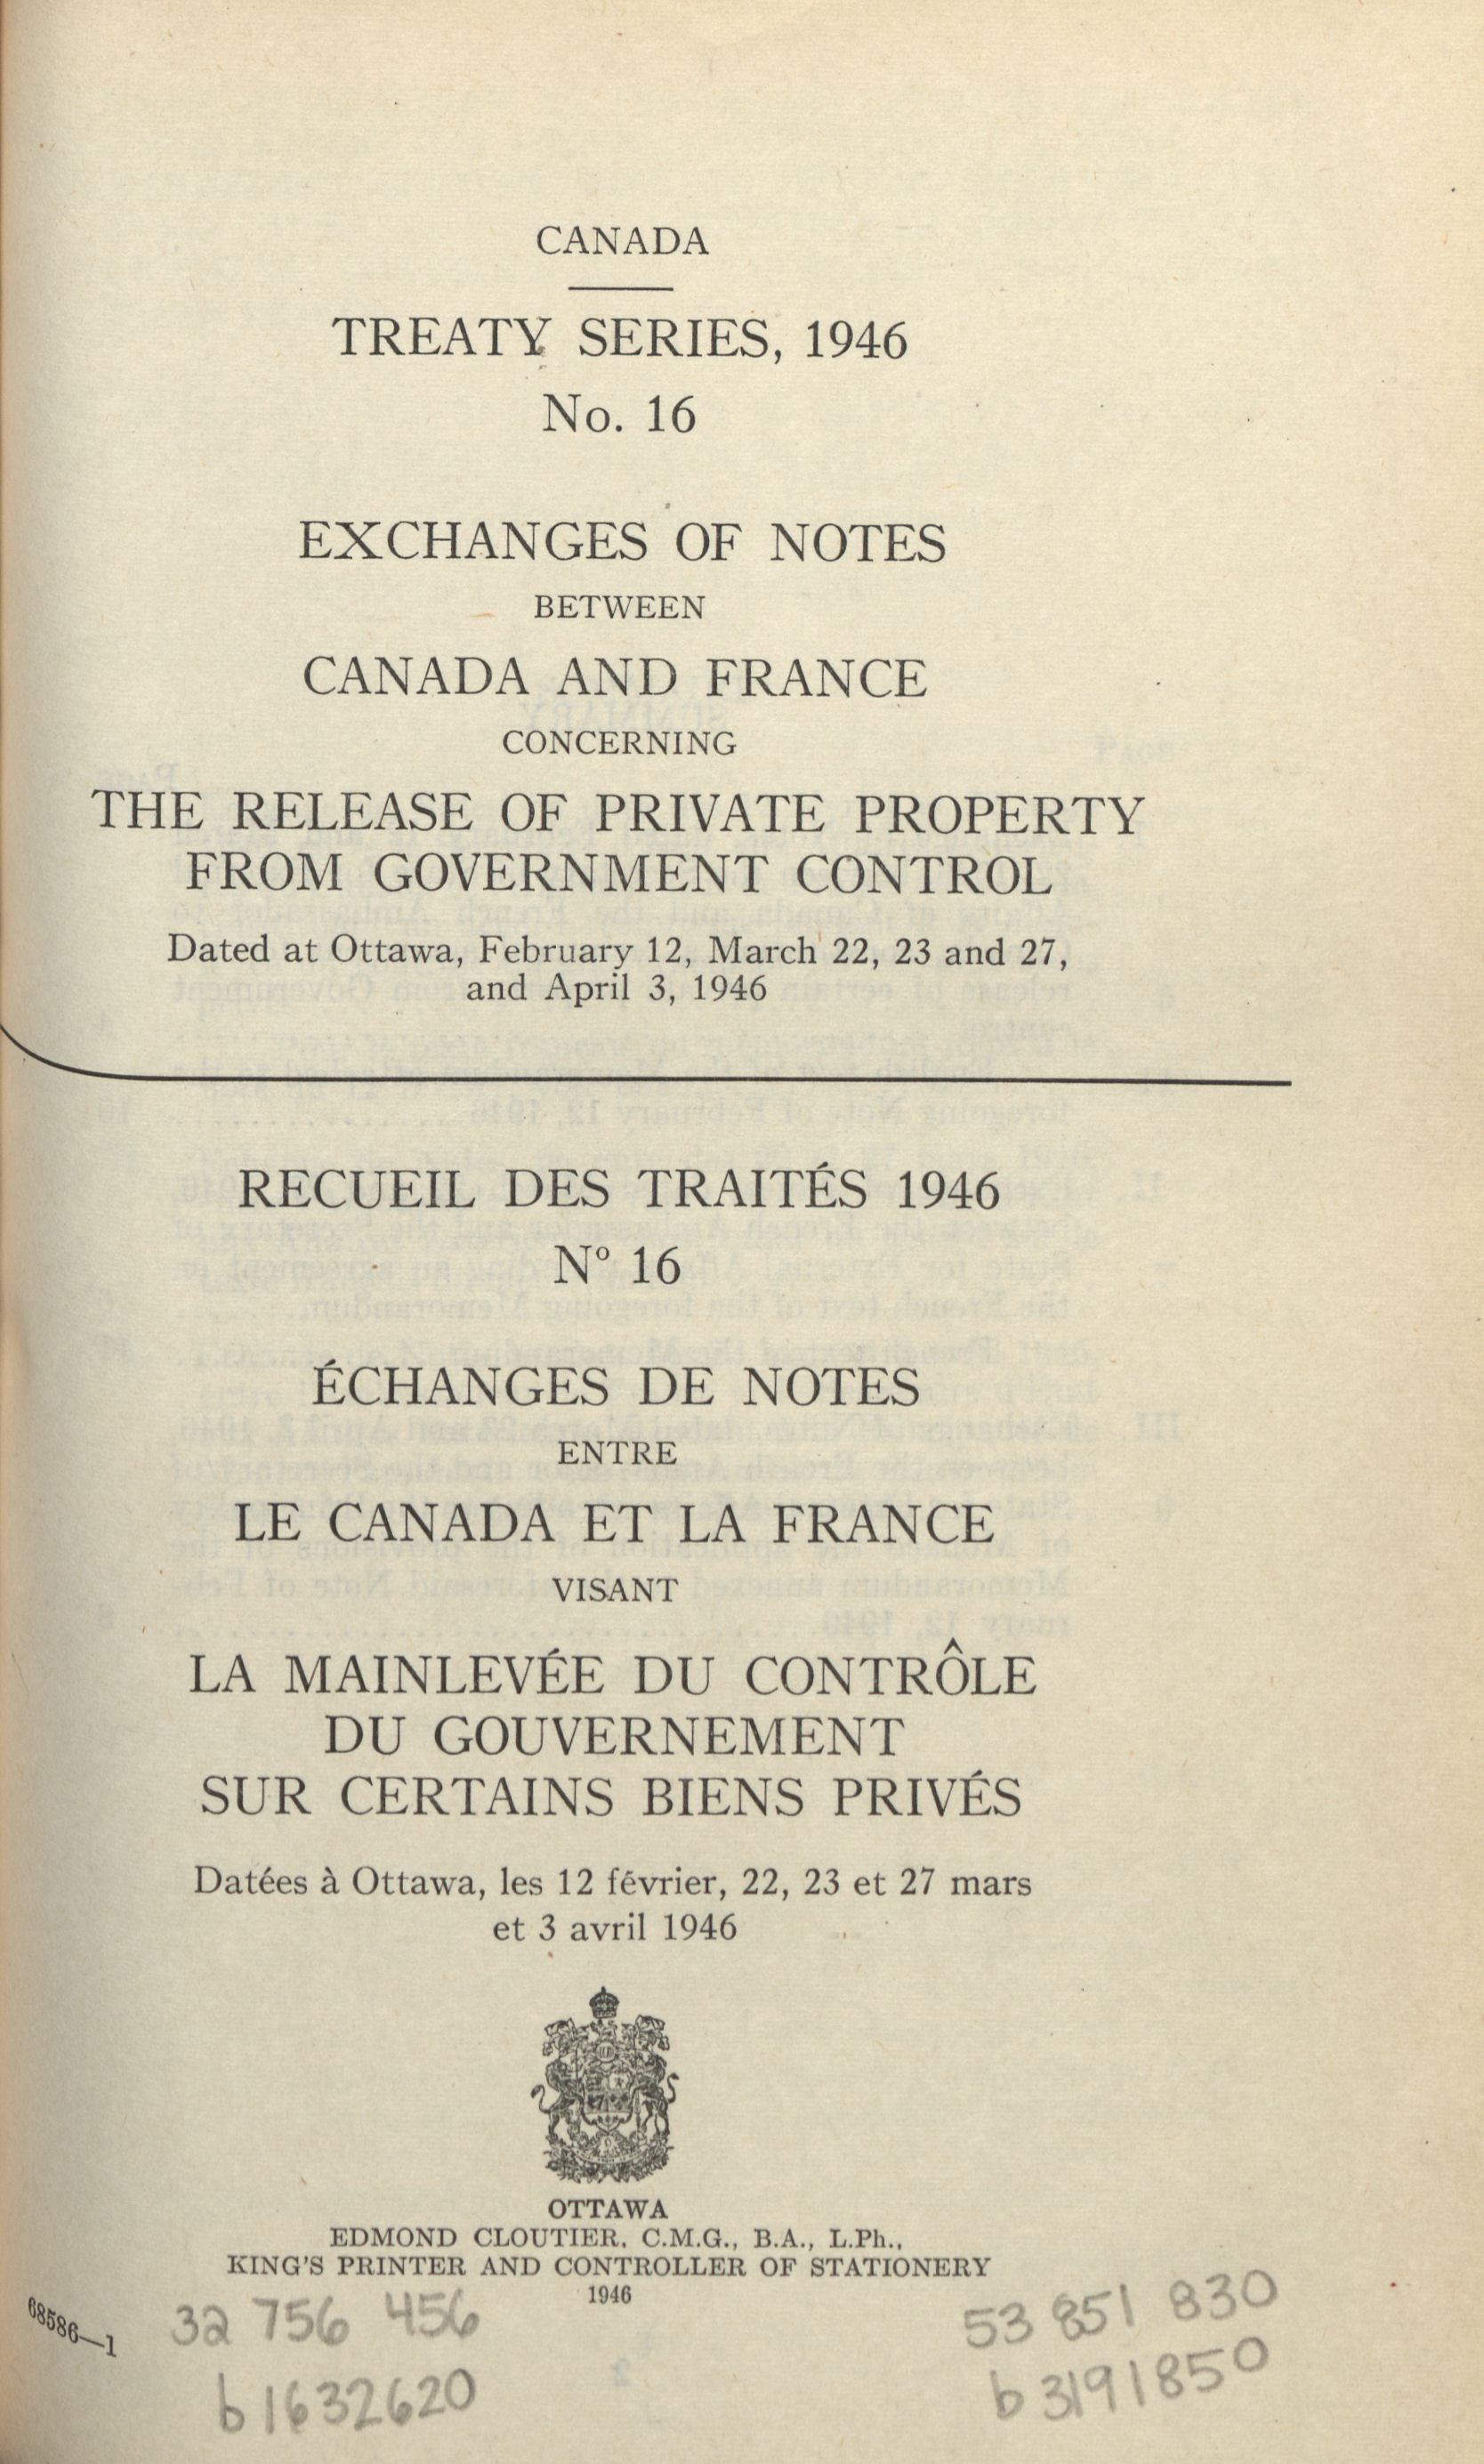 CANADA
TREATY SERIES, 1946
No. 16
EXCHANGES OF NOTES
BETWEEN
CANADA AND FRANCE
CONCERNING
THE RELEASE OF PRIVATE PROPERTY
FROM GOVERNMENT CONTROL
Dated at Ottawa, February 12, March 22, 23 and 27,
and April 3, 1946
RECUEIL DES TRAITÉS 1946
Nº 16
ÉCHANGES DE NOTES
ENTRE
LE CANADA ET LA FRANCE
VISANT
LA MAINLEVÉE DU CONTRÔLE
DU GOUVERNEMENT
SUR CERTAINS BIENS PRIVÉS
Datées à Ottawa, les 12 février, 22, 23 et 27 mars
et 3 avril 1946
OTTAWA
EDMOND CLOUTIER, C.M.G., B.A., L.Ph.,
KING'S PRINTER AND CONTROLLER OF STATIONERY
1946
68586—1
32 756 456
b 1632620
53 851 830
b 3191850